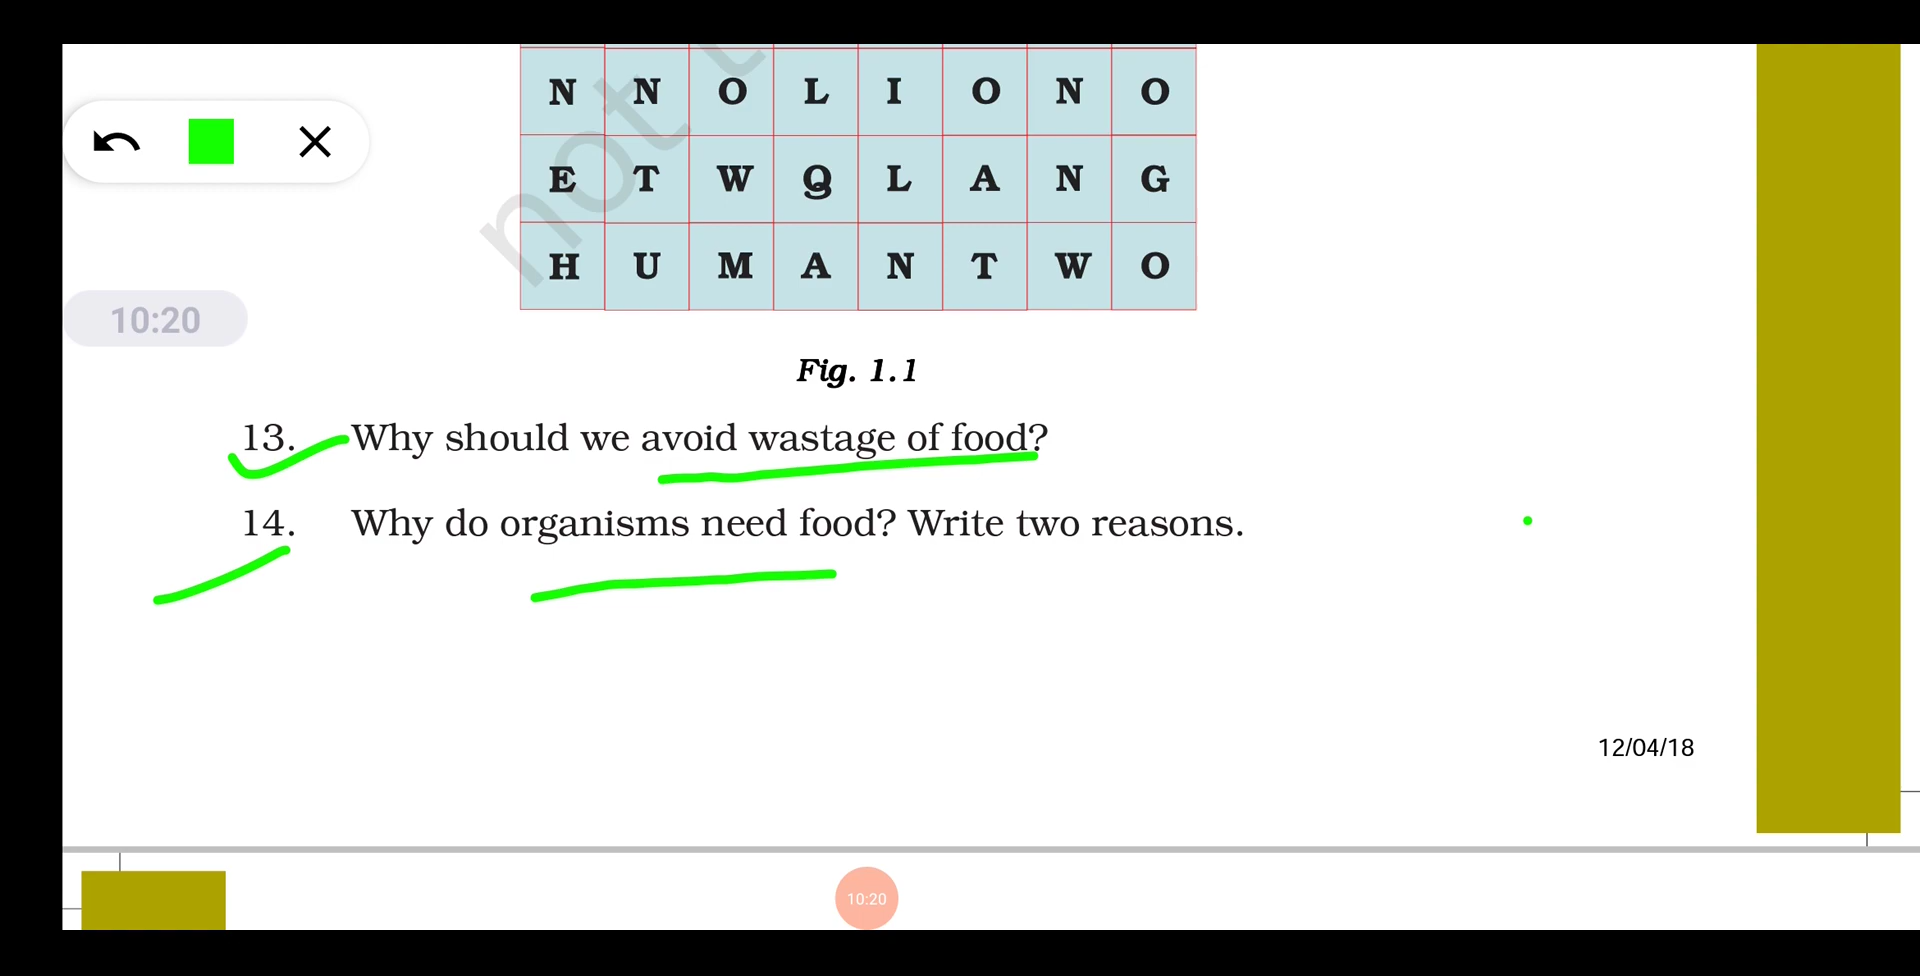 N N O L I O N O
E T W Q L A N G
H U M A N T W O
not t
10:20
Fig. 1.1
13. Why should we avoid wastage of food?
14. Why do organisms need food? Write two reasons.
12/04/18
10:20